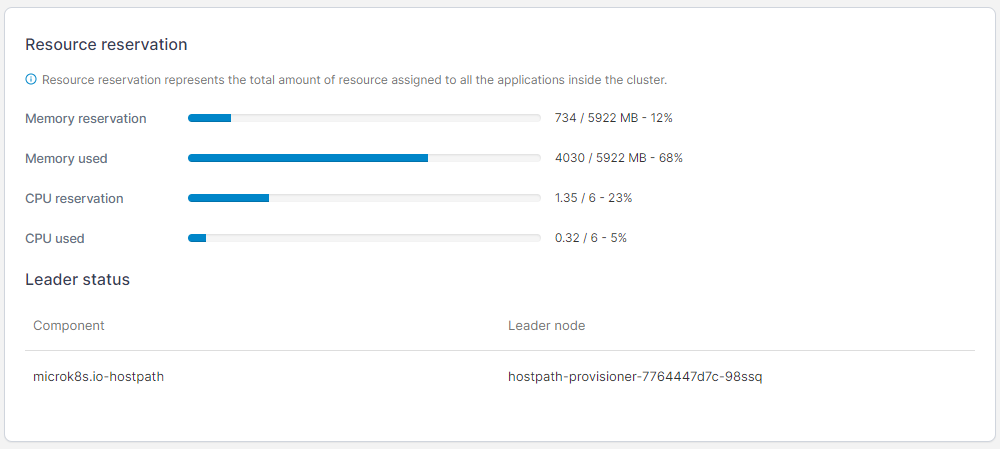 Resource reservation
Resource reservation represents the total amount of resource assigned to all the applications inside the cluster.
Memory reservation 734 / 5922 MB - 12%
Memory used 4030 / 5922 MB - 68%
CPU reservation 1.35 / 6 - 23%
CPU used 0.32 / 6 - 5%
Leader status
Component Leader node
microk8s.io-hostpath hostpath-provisioner-7764447d7c-98ssq